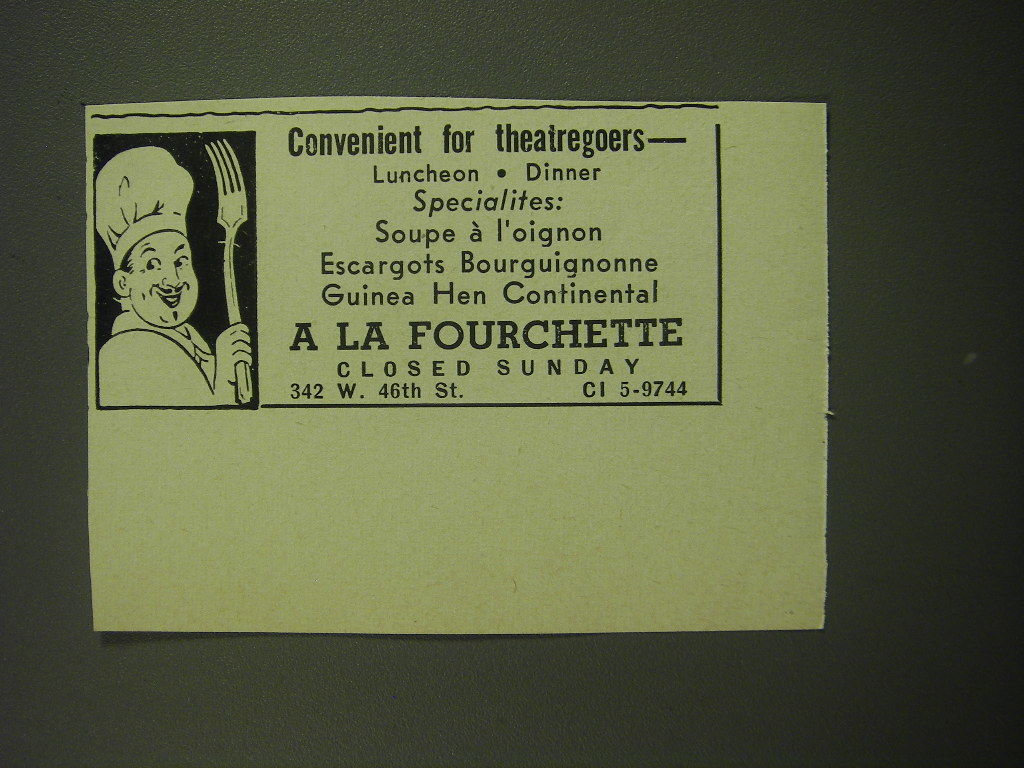 Convenient for theatregoers—
Luncheon • Dinner
Specialites:
Soupe à l'oignon
Escargots Bourguignonne
Guinea Hen Continental
A LA FOURCHETTE
CLOSED SUNDAY
342 W. 46th St. CI 5-9744